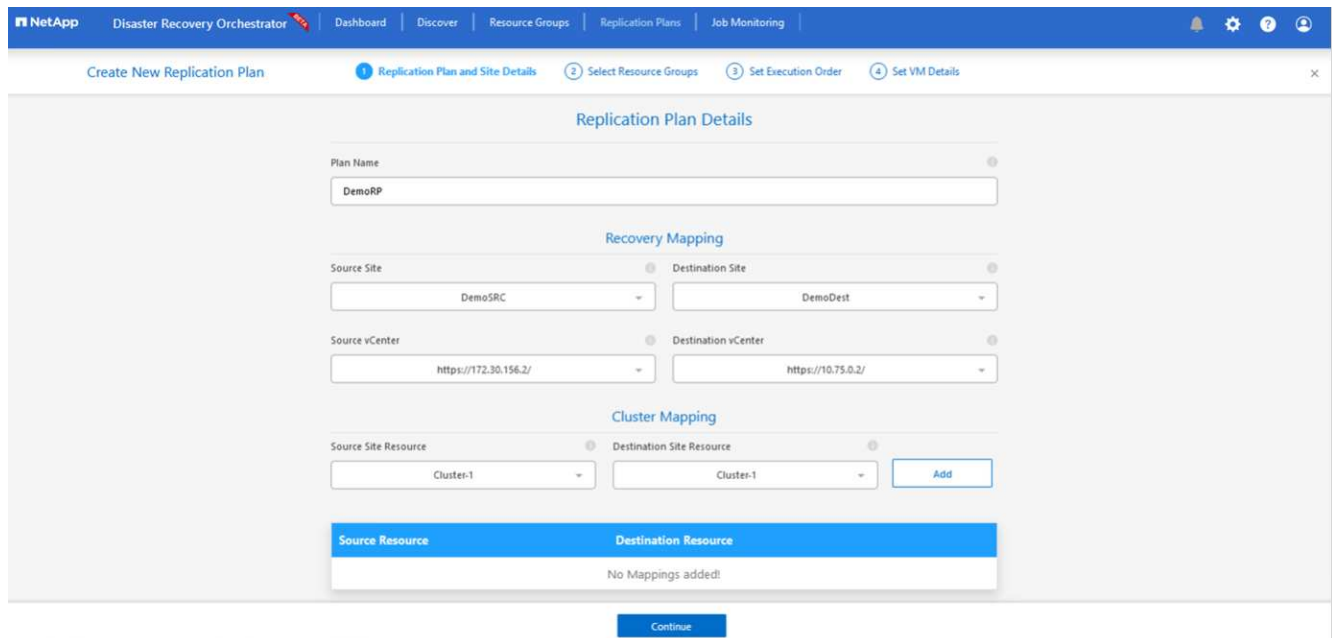 NetApp Disaster Recovery Orchestrator Dashboard Discover Resource Groups Replication Plans Job Monitoring
Create New Replication Plan 1 Replication Plan and Site Details 2 Select Resource Groups 3 Set Execution Order 4 Set VM Details
Replication Plan Details
Plan Name
DemoRP
Recovery Mapping
Source Site Destination Site
DemoSRC DemoDest
Source vCenter Destination vCenter
https://172.30.156.2/ https://10.75.0.2/
Cluster Mapping
Source Site Resource Destination Site Resource
Cluster-1 Cluster-1 Add
Source Resource Destination Resource
No Mappings added!
Continue